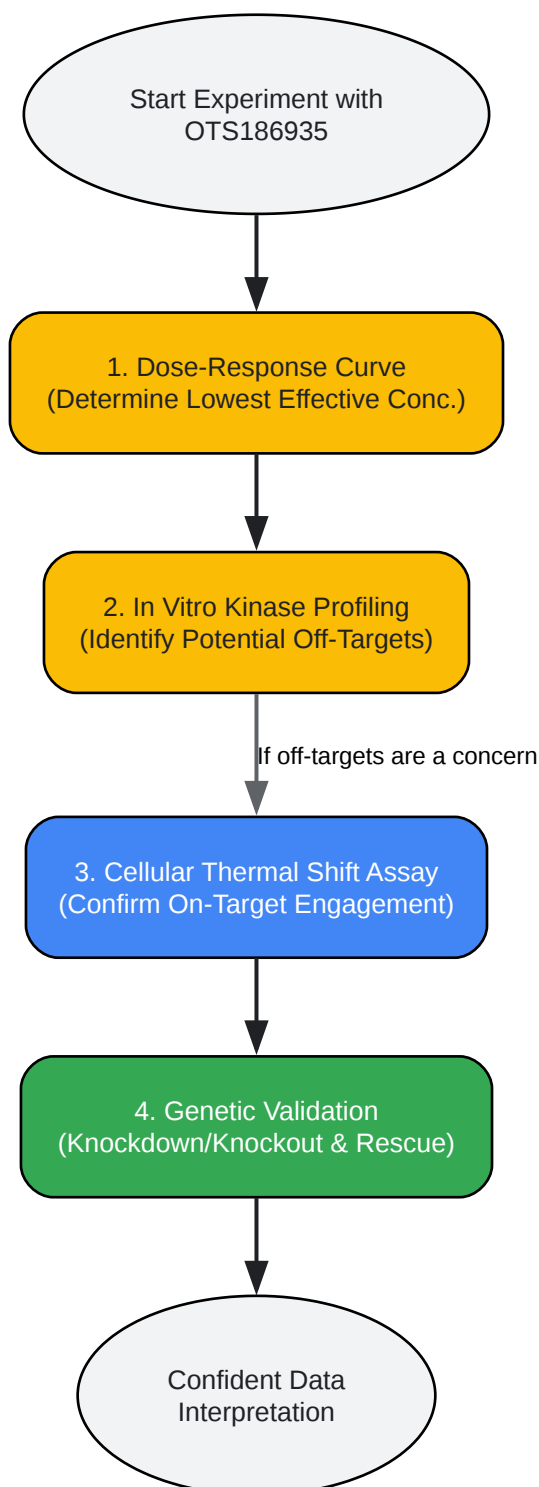 Start Experiment with
OTS186935
1. Dose-Response Curve
(Determine Lowest Effective Conc.)
2. In Vitro Kinase Profiling
(Identify Potential Off-Targets)
If off-targets are a concern
3. Cellular Thermal Shift Assay
(Confirm On-Target Engagement)
4. Genetic Validation
(Knockdown/Knockout & Rescue)
Confident Data
Interpretation